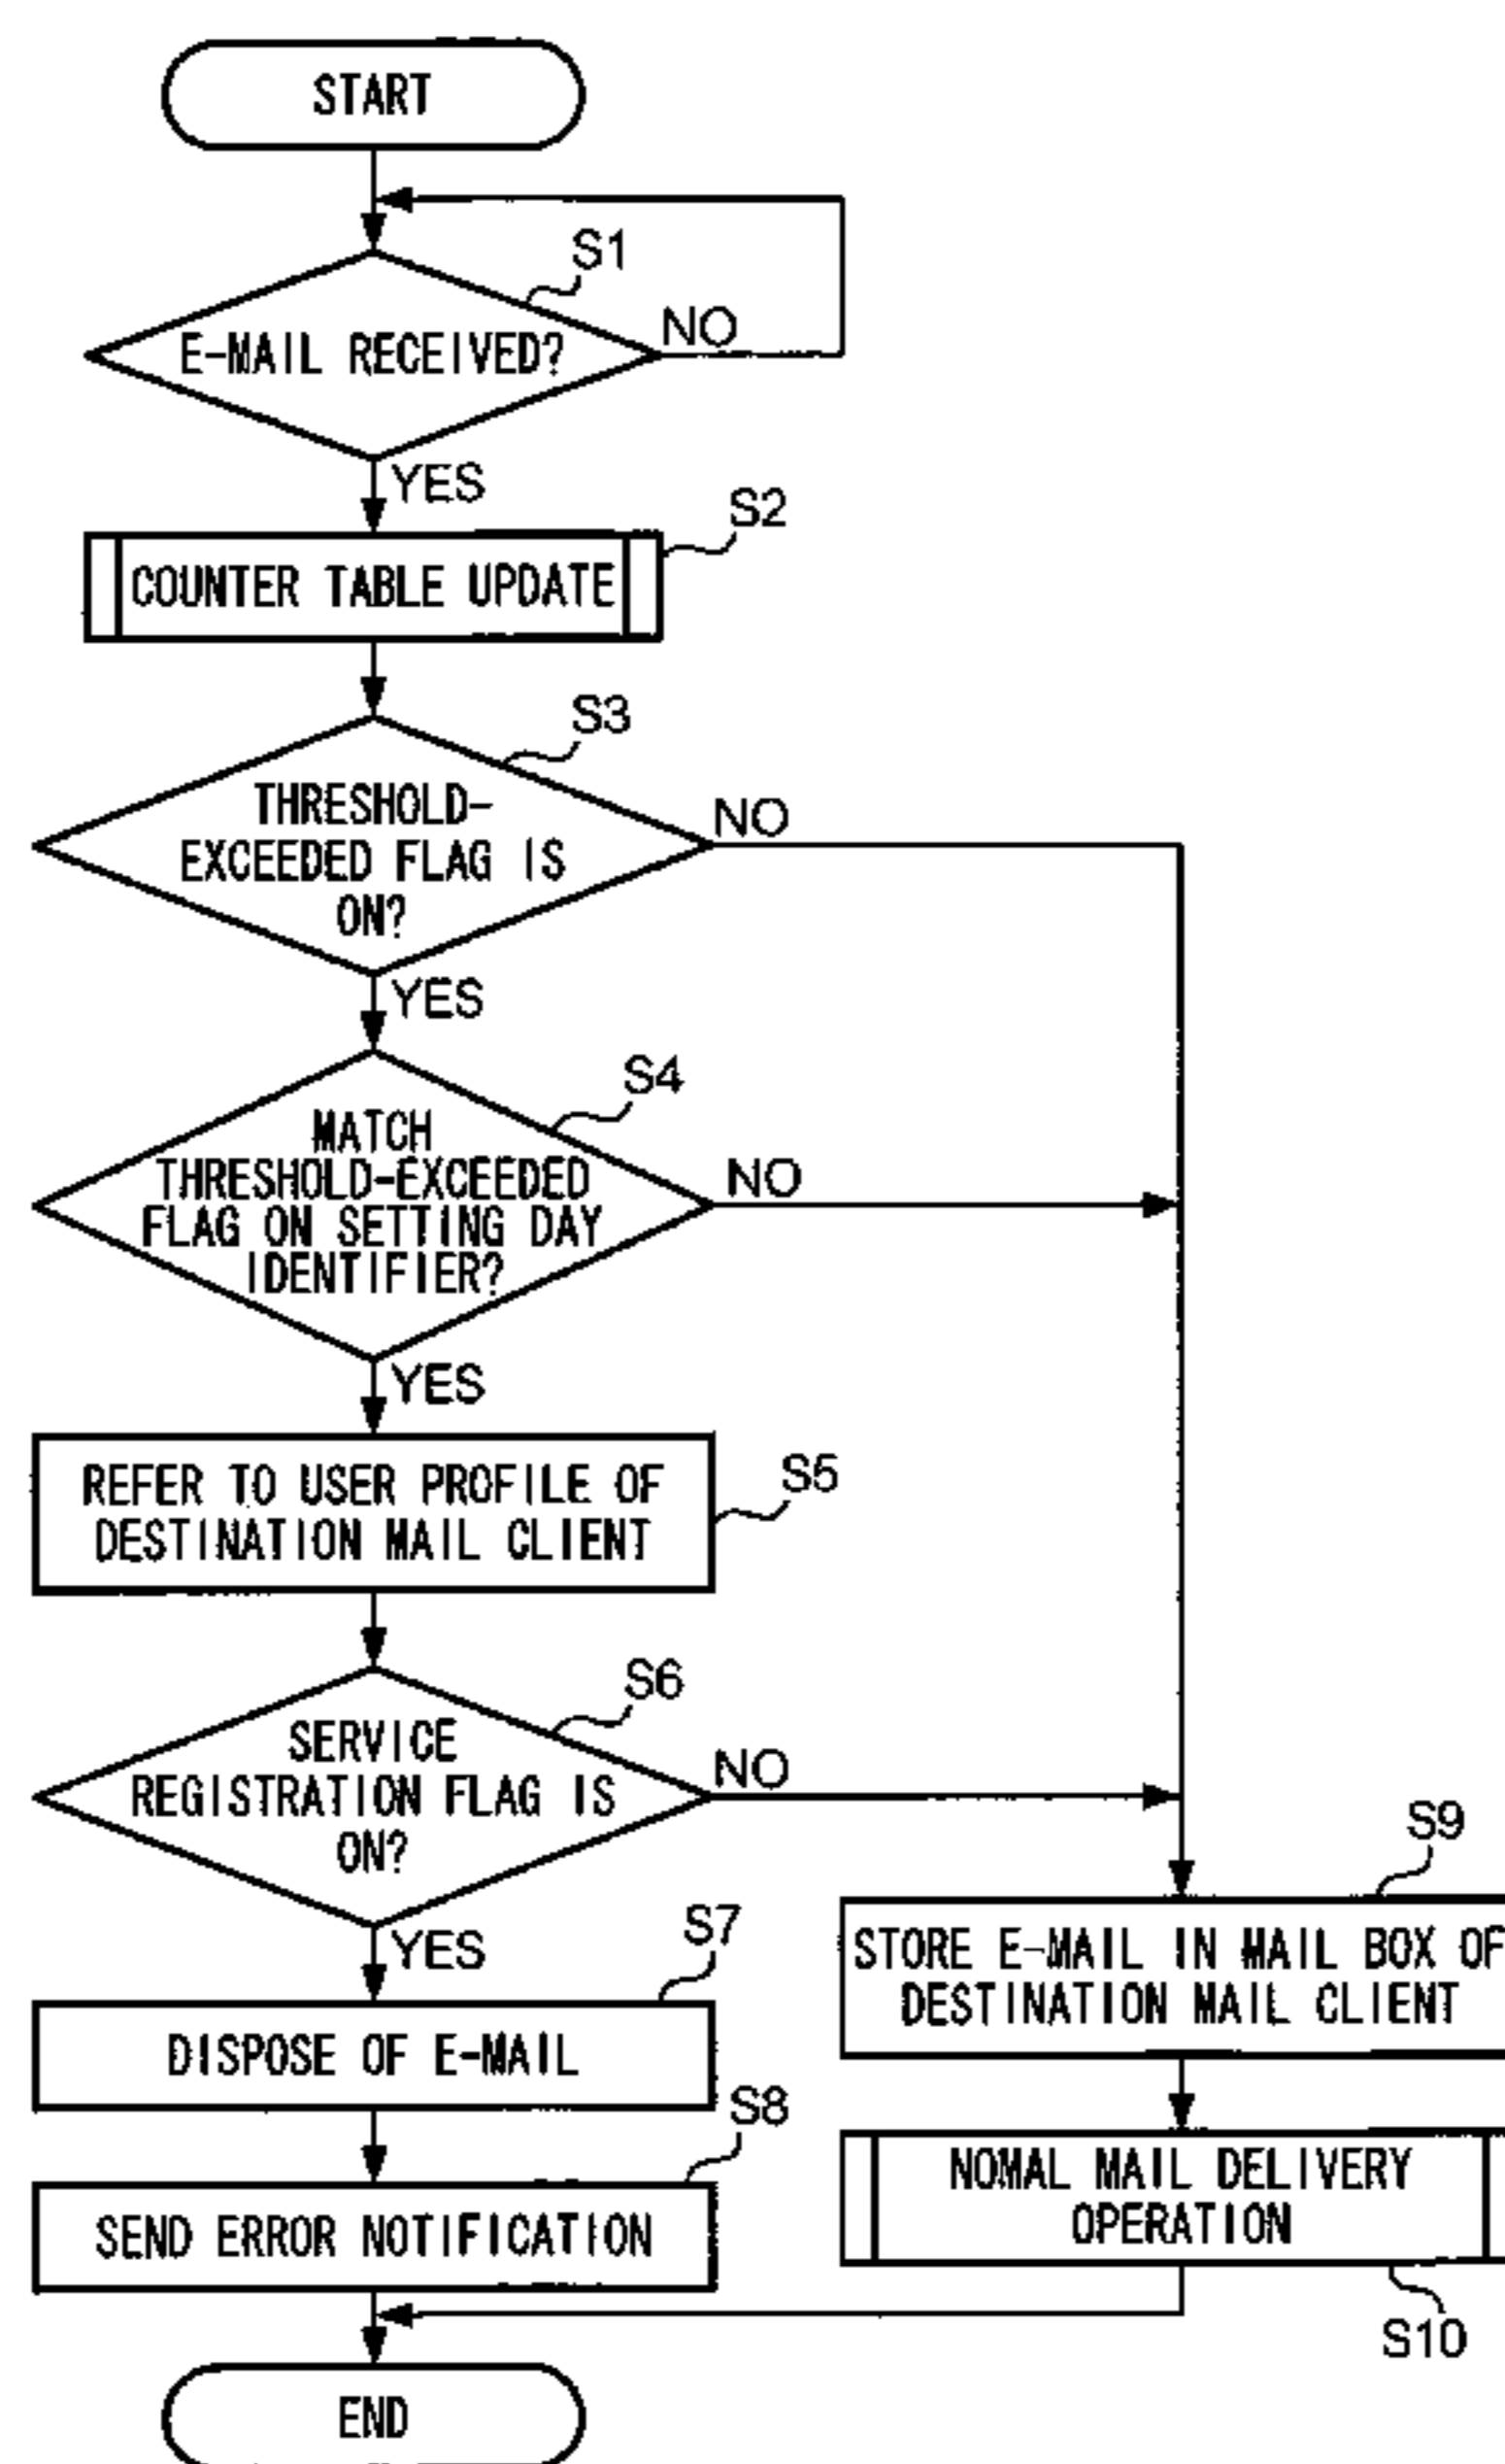 START
S1
E-MAIL RECEIVED?
NO
YES
S2
COUNTER TABLE UPDATE
S3
THRESHOLD-
EXCEEDED FLAG IS
ON?
NO
YES
S4
MATCH
THRESHOLD-EXCEEDED
FLAG ON SETTING DAY
IDENTIFIER?
NO
YES
S5
REFER TO USER PROFILE OF
DESTINATION MAIL CLIENT
S6
SERVICE
REGISTRATION FLAG IS
ON?
NO
YES
S7
DISPOSE OF E-MAIL
S8
SEND ERROR NOTIFICATION
S9
STORE E-MAIL IN MAIL BOX OF
DESTINATION MAIL CLIENT
NOMAL MAIL DELIVERY
OPERATION
S10
END